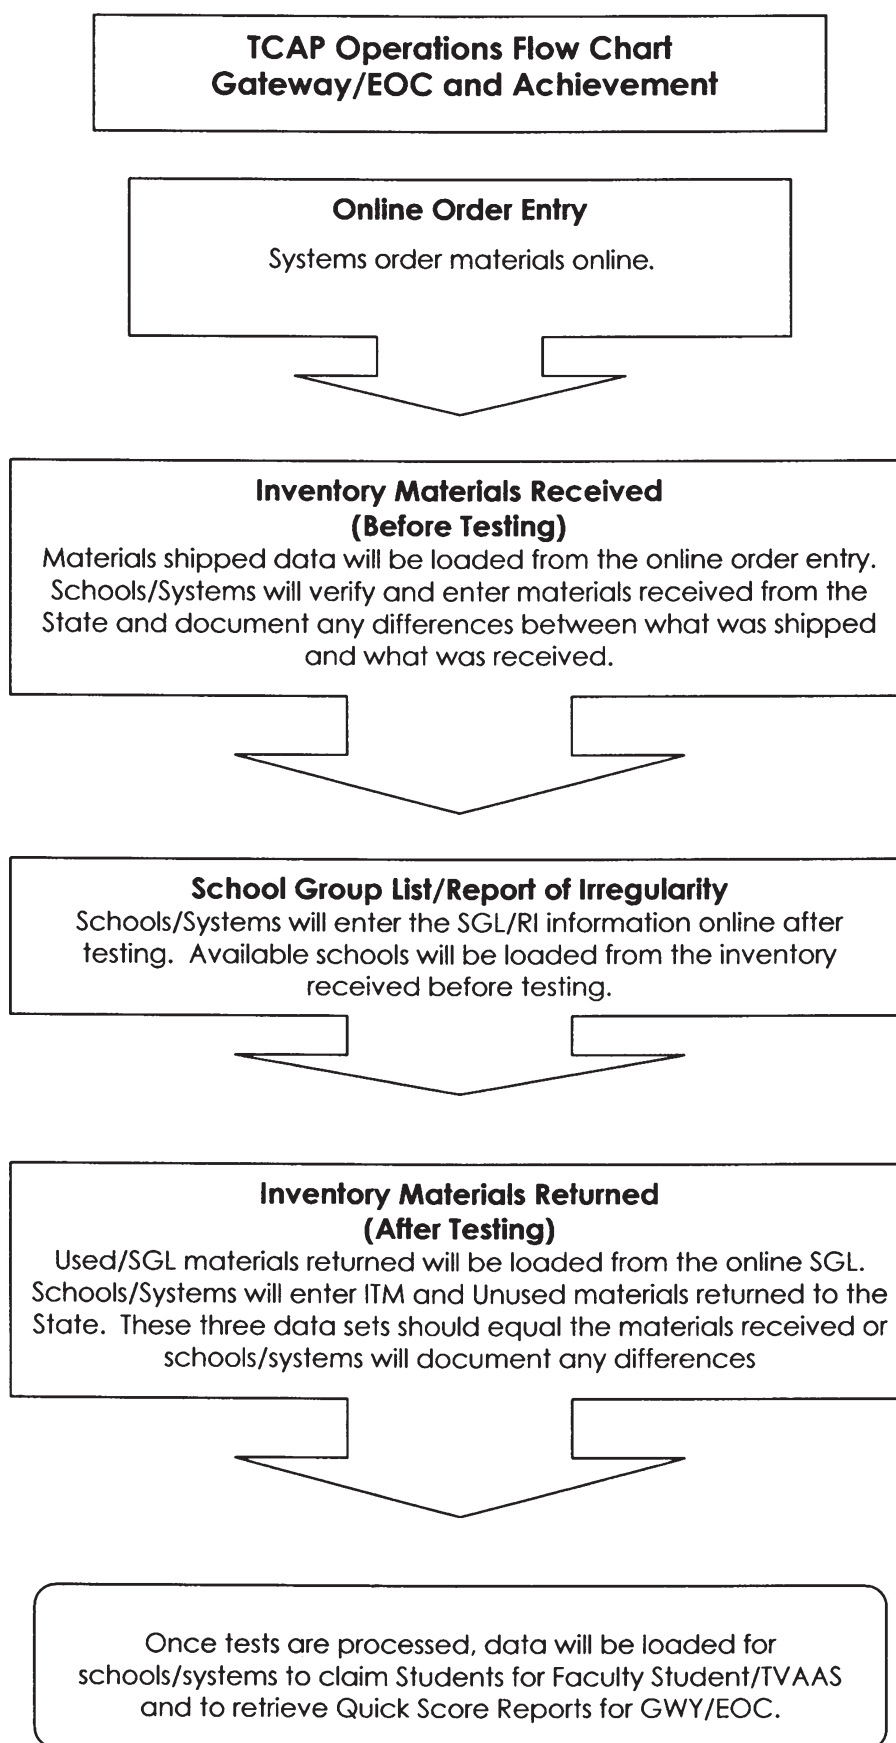 TCAP Operations Flow Chart
Gateway/EOC and Achievement
Online Order Entry
Systems order materials online.
Inventory Materials Received
(Before Testing)
Materials shipped data will be loaded from the online order entry.
Schools/Systems will verify and enter materials received from the
State and document any differences between what was shipped
and what was received.
School Group List/Report of Irregularity
Schools/Systems will enter the SGL/RI information online after
testing.  Available schools will be loaded from the inventory
received before testing.
Inventory Materials Returned
(After Testing)
Used/SGL materials returned will be loaded from the online SGL.
Schools/Systems will enter ITM and Unused materials returned to the
State.  These three data sets should equal the materials received or
schools/systems will document any differences
Once tests are processed, data will be loaded for
schools/systems to claim Students for Faculty Student/TVAAS
and to retrieve Quick Score Reports for GWY/EOC.